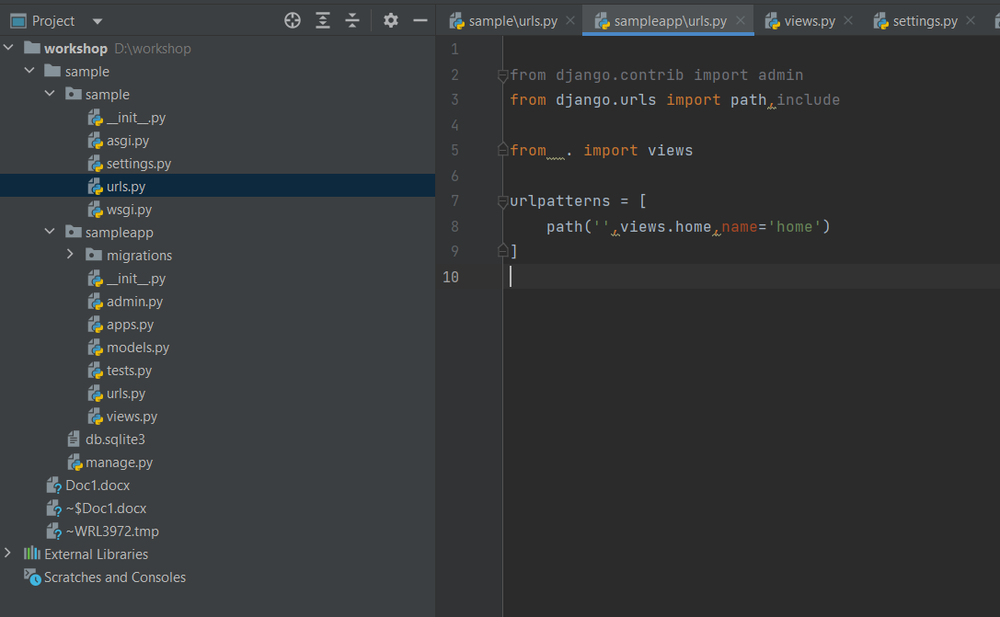 Project
workshop D:\workshop
sample
sample
__init__.py
asgi.py
settings.py
urls.py
wsgi.py
sampleapp
migrations
__init__.py
admin.py
apps.py
models.py
tests.py
urls.py
views.py
db.sqlite3
manage.py
Doc1.docx
~$Doc1.docx
~WRL3972.tmp
External Libraries
Scratches and Consoles
sample\urls.py sampleapp\urls.py views.py settings.py
1
2 from django.contrib import admin
3 from django.urls import path,include
4
5 from  . import views
6
7 urlpatterns = [
8     path('',views.home,name='home')
9 ]
10